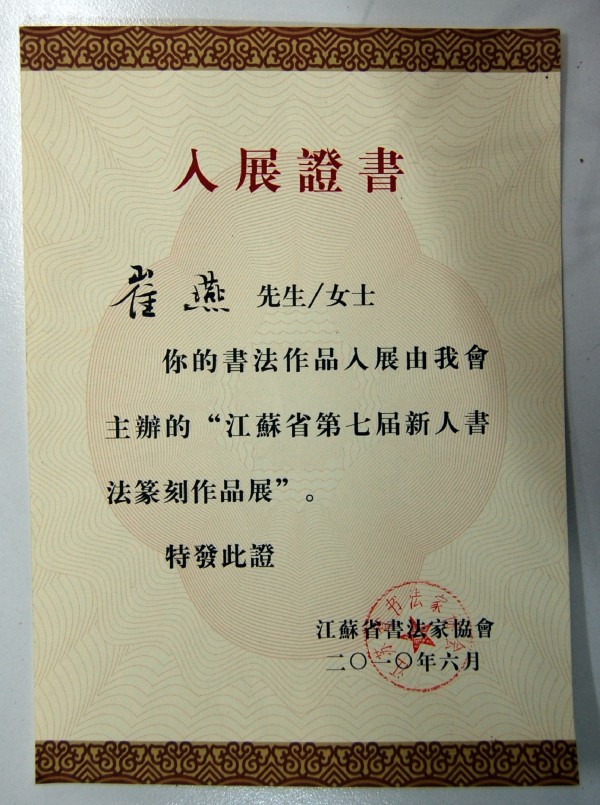 入展證書
崔燕 先生/女士
你的書法作品入展由我會
主辦的“江蘇省第七届新人書
法篆刻作品展”。
特發此證
江蘇省書法家協會
二〇一〇年六月